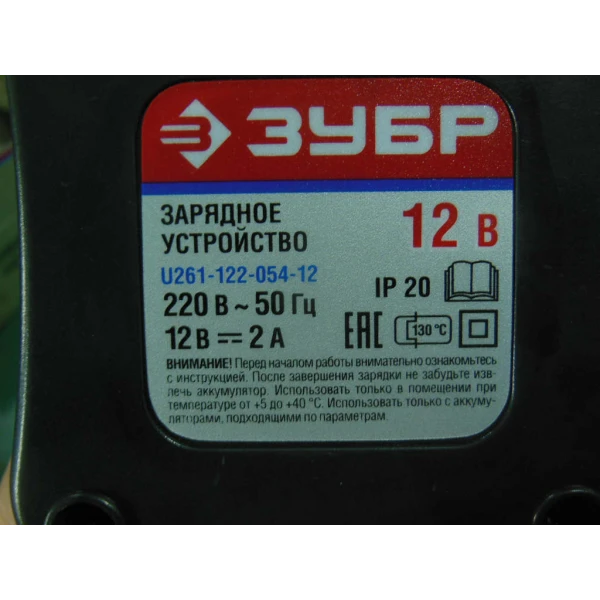 ЗУБР
ЗАРЯДНОЕ
УСТРОЙСТВО
12 В
U261-122-054-12
220 В ~ 50 Гц
IP 20
12 В ⎓ 2 А
EAC
130 °C
ВНИМАНИЕ! Перед началом работы внимательно ознакомьтесь
с инструкцией. После завершения зарядки не забудьте изв-
лечь аккумулятор. Использовать только в помещении при
температуре от +5 до +40 °С. Использовать только с аккуму-
ляторами, подходящими по параметрам.